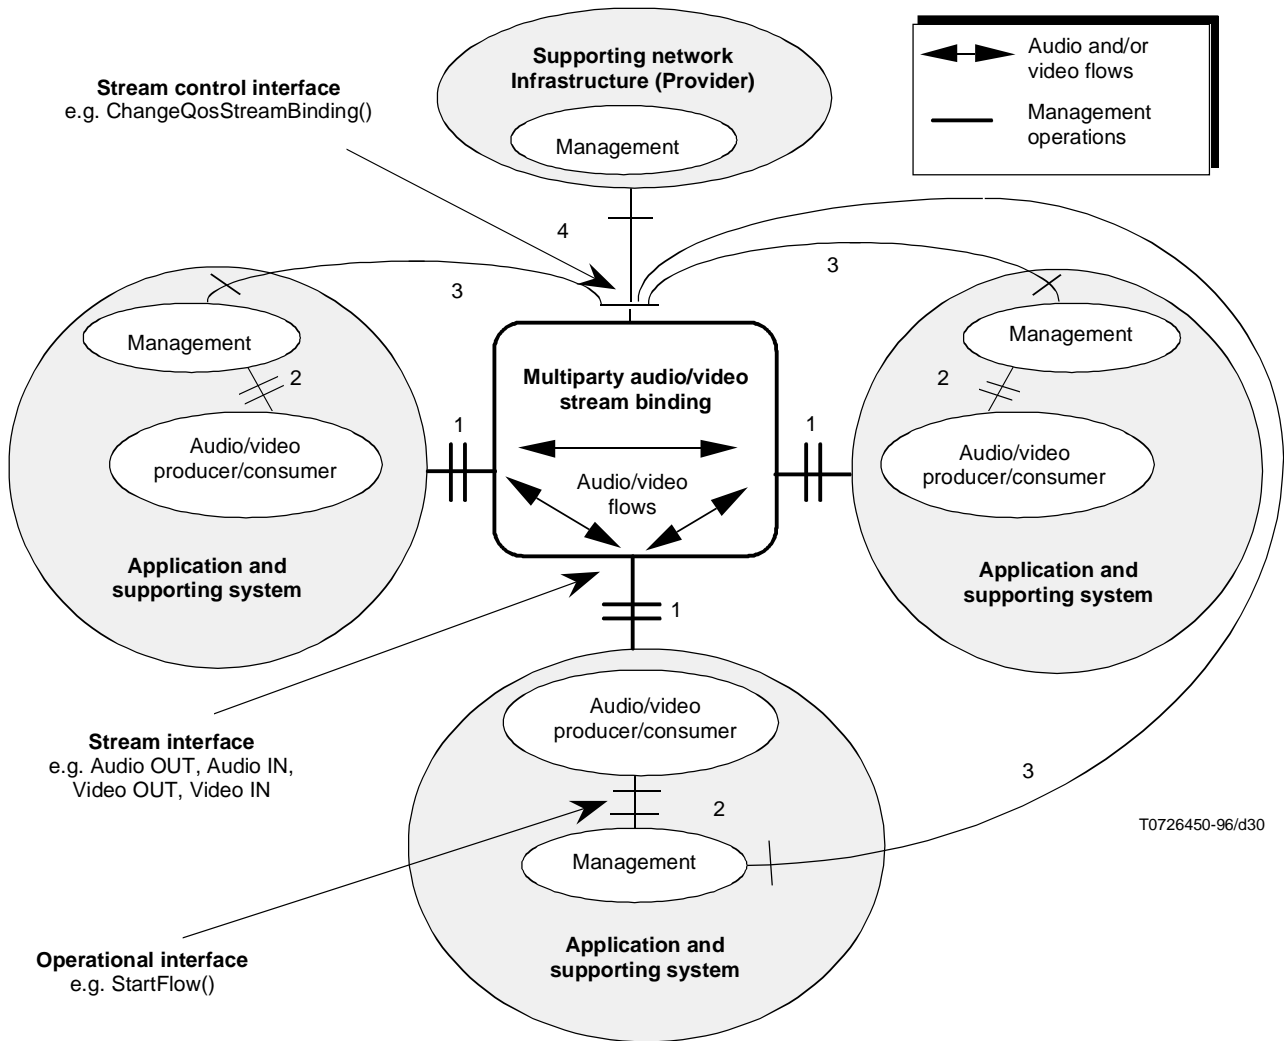 Supporting network
Infrastructure (Provider)
Management
Audio and/or
video flows
Management
operations
Stream control interface
e.g. ChangeQosStreamBinding()
4
3
3
Management
2
Audio/video
producer/consumer
Application and
supporting system
1
Multiparty audio/video
stream binding
Audio/video
flows
1
Management
2
Audio/video
producer/consumer
Application and
supporting system
1
Stream interface
e.g. Audio OUT, Audio IN,
Video OUT, Video IN
Audio/video
producer/consumer
2
Management
3
Application and
supporting system
T0726450-96/d30
Operational interface
e.g. StartFlow()